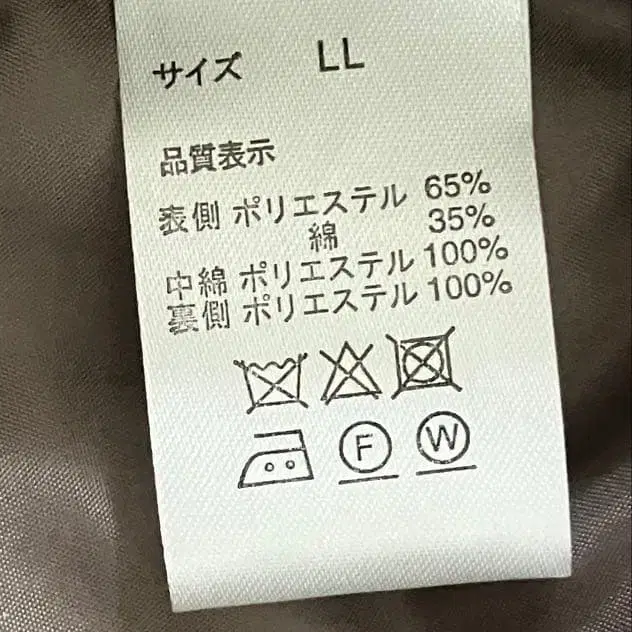 サイズ LL
品質表示
表側 ポリエステル 65%
綿 35%
中綿 ポリエステル 100%
裏側 ポリエステル 100%
F W